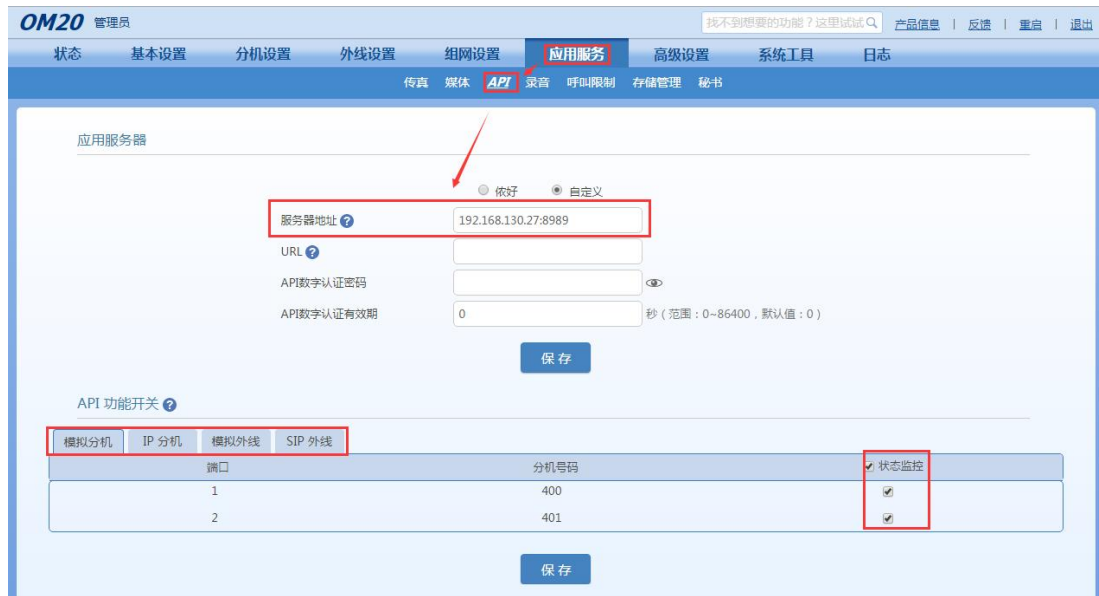 OM20 管理员 找不到想要的功能？这里试试 产品信息 | 反馈 | 重启 | 退出
状态 基本设置 分机设置 外线设置 组网设置 应用服务 高级设置 系统工具 日志
传真 媒体 API 录音 呼叫限制 存储管理 秘书
应用服务器
侬好 自定义
服务器地址 ? 192.168.130.27:8989
URL ?
API数字认证密码
API数字认证有效期 0 秒（范围：0~86400，默认值：0）
保存
API 功能开关 ?
模拟分机 IP 分机 模拟外线 SIP 外线
端口 分机号码 状态监控
1 400
2 401
保存